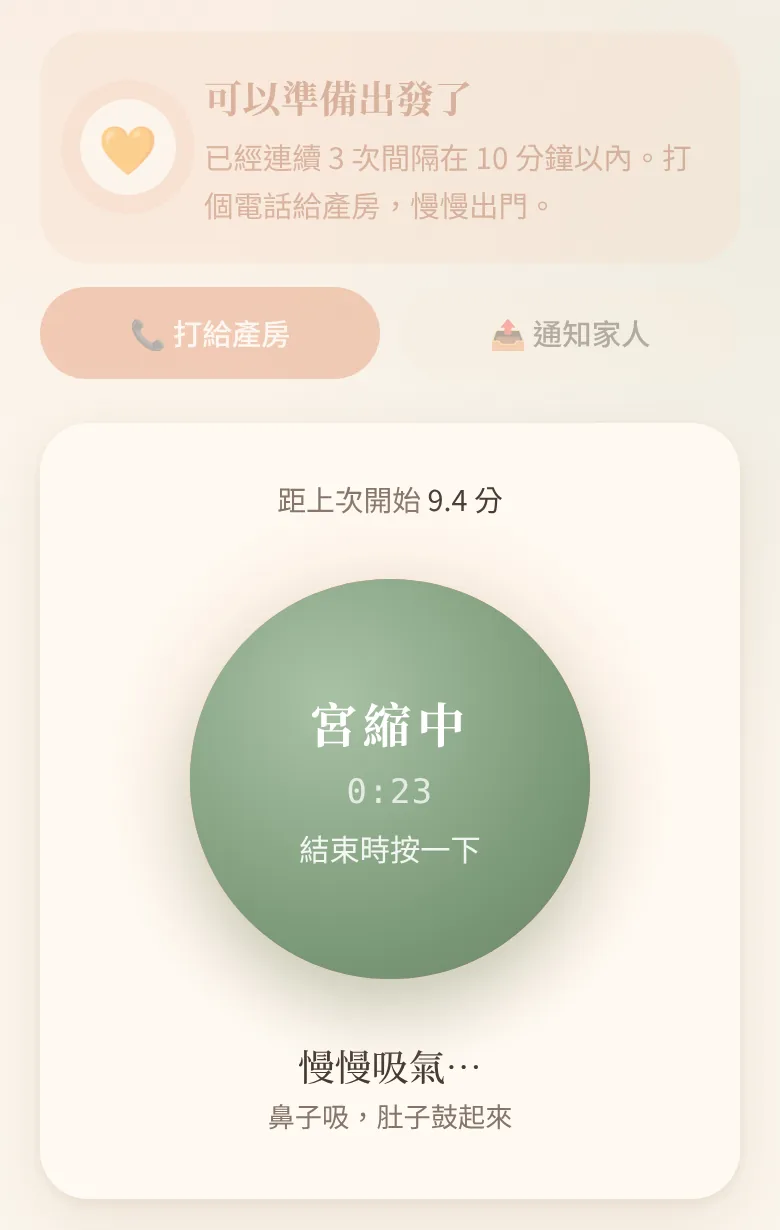 可以準備出發了
已經連續 3 次間隔在 10 分鐘以內。打
個電話給產房，慢慢出門。
打給產房
通知家人
距上次開始 9.4 分
宮縮中
0:23
結束時按一下
慢慢吸氣⋯
鼻子吸，肚子鼓起來